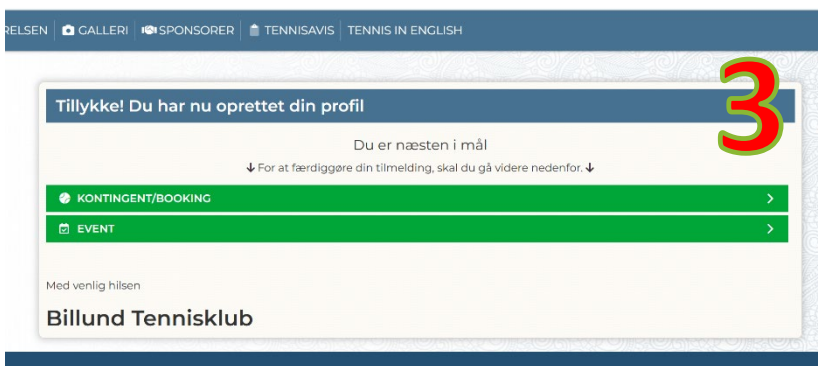 RELSEN GALLERI SPONSORER TENNISAVIS TENNIS IN ENGLISH
3
Tillykke! Du har nu oprettet din profil
Du er næsten i mål
↓ For at færdiggøre din tilmelding, skal du gå videre nedenfor. ↓
KONTINGENT/BOOKING
EVENT
Med venlig hilsen
Billund Tennisklub